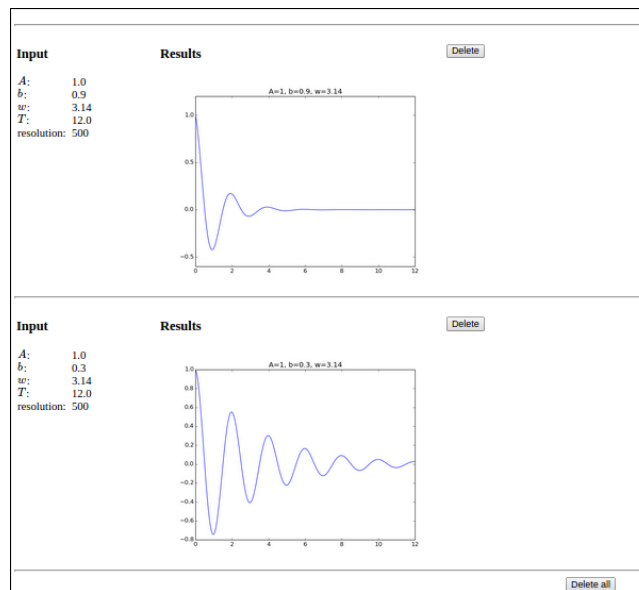 Input Results Delete
A: 1.0
b: 0.9
w: 3.14
T: 12.0
resolution: 500
A=1, b=0.9, w=3.14
1.0
0.5
0.0
−0.5
0 2 4 6 8 10 12
Input Results Delete
A: 1.0
b: 0.3
w: 3.14
T: 12.0
resolution: 500
A=1, b=0.3, w=3.14
1.0
0.8
0.6
0.4
0.2
0.0
−0.2
−0.4
−0.6
−0.8
0 2 4 6 8 10 12
Delete all